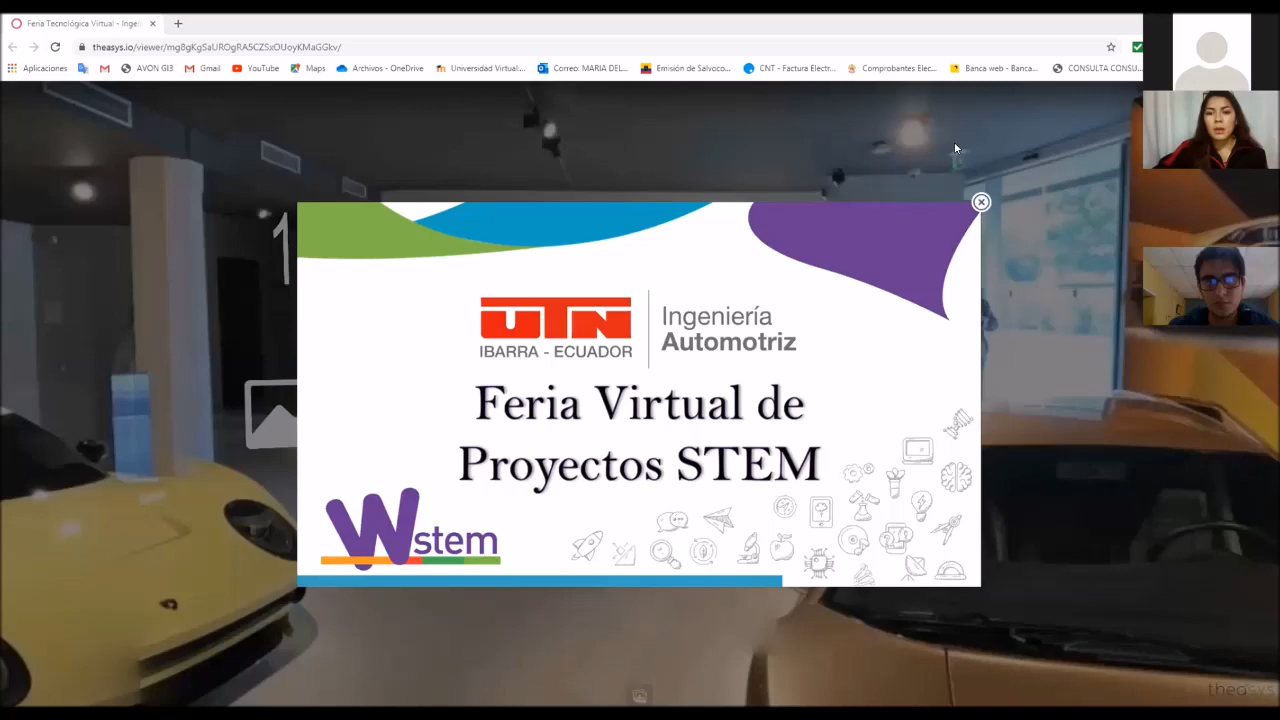 Feria Tecnológica Virtual - Ingen
theasys.io/viewer/mg8gKgSaUROgRA5CZSxOUoyKMaGGkv/
Aplicaciones
AVON GI3
Gmail
YouTube
Maps
Archivos - OneDrive
Universidad Virtual:...
Correo: MARIA DEL...
Emisión de Salvoco...
CNT - Factura Electr...
Comprobantes Elec...
Banca web - Banca...
CONSULTA CONSU...
1
UTN
IBARRA - ECUADOR
Ingeniería
Automotriz
Feria Virtual de
Proyectos STEM
Wstem
theasys